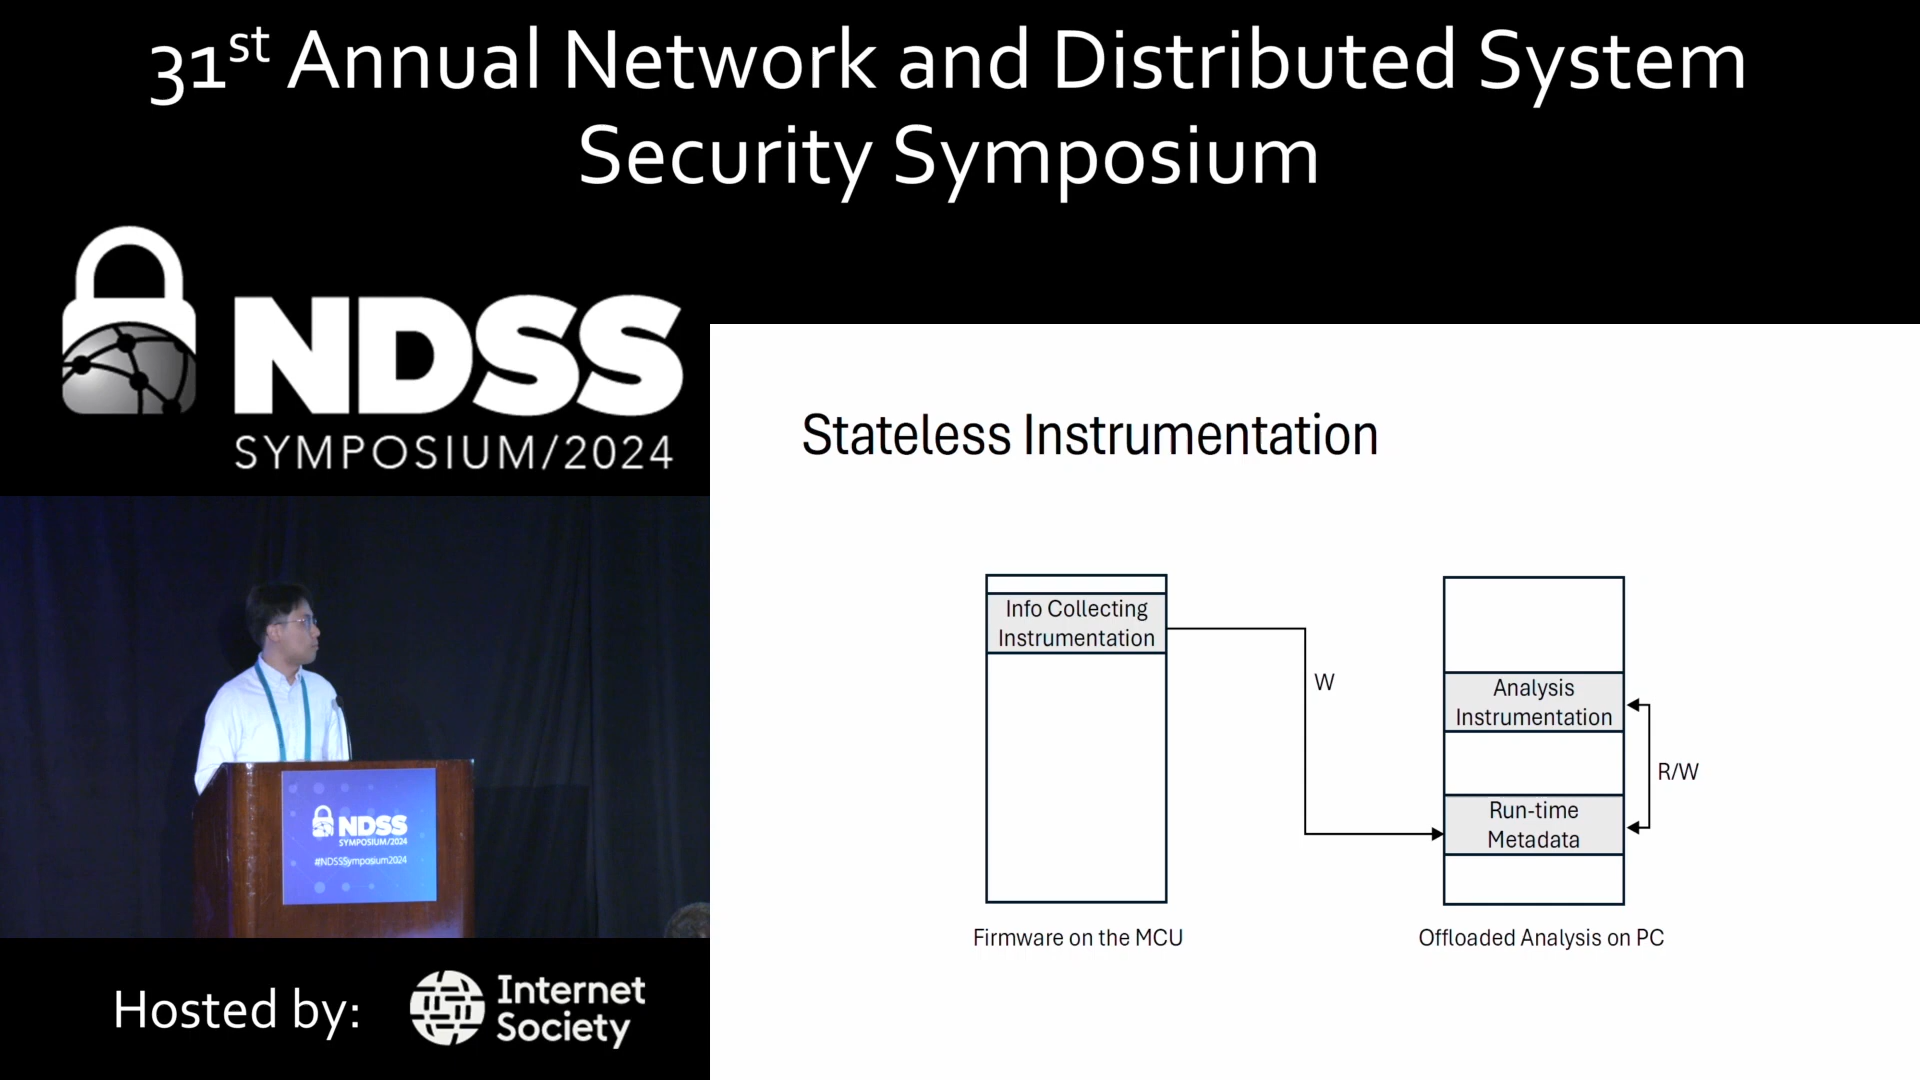 31st Annual Network and Distributed System
Security Symposium
NDSS
SYMPOSIUM/2024
Stateless Instrumentation
Info Collecting
Instrumentation
W
Analysis
Instrumentation
R/W
Run-time
Metadata
Firmware on the MCU
Offloaded Analysis on PC
NDSS
SYMPOSIUM/2024
#NDSSSymposium2024
Hosted by:
Internet
Society